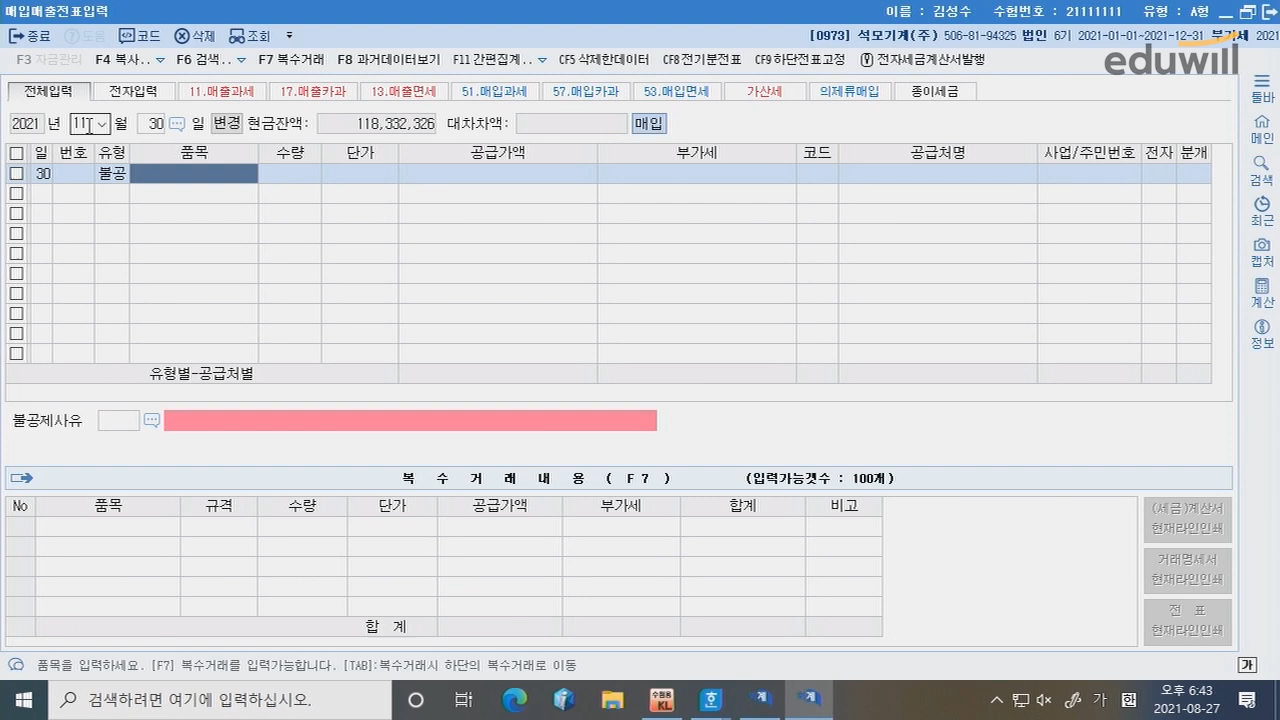 매입매출전표입력 이름 : 김성수 수험번호 : 21111111 유형 : A형
종료 도움 코드 삭제 조회 [0973] 석모기계(주) 506-81-94325 법인 6기 2021-01-01~2021-12-31 부가세 2021
F3 자금관리 F4 복사.. F6 검색.. F7 복수거래 F8 과거데이터보기 F11 간편집계.. CF5 삭제한데이터 CF8 전기분전표 CF9 하단전표고정 전자세금계산서발행
eduwill
전체입력 전자입력 11.매출과세 17.매출카과 13.매출면세 51.매입과세 57.매입카과 53.매입면세 가산세 의제류매입 종이세금
툴바
2021 년 11 월 30 일 변경 현금잔액: 118,332,326 대차차액: 매입
메인
일 번호 유형 품목 수량 단가 공급가액 부가세 코드 공급처명 사업/주민번호 전자 분개
30 불공
검색
최근
캡처
계산
정보
유형별-공급처별
불공제사유
복 수 거 래 내 용 ( F 7 ) (입력가능갯수 : 100개)
No 품목 규격 수량 단가 공급가액 부가세 합계 비고
(세금)계산서
현재라인인쇄
거래명세서
현재라인인쇄
전 표
현재라인인쇄
합 계
품목을 입력하세요. [F7] 복수거래를 입력가능합니다. [TAB]:복수거래시 하단의 복수거래로 이동 가
검색하려면 여기에 입력하십시오.
수험용
KL
가 한
오후 6:43
2021-08-27